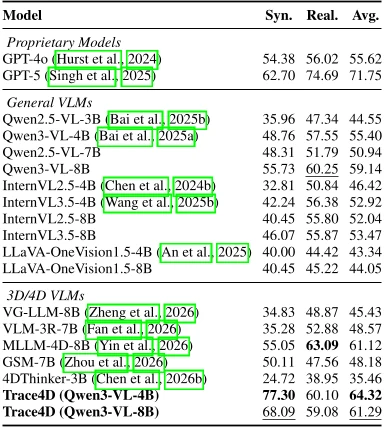 Model Syn. Real. Avg.
Proprietary Models
GPT-4o (Hurst et al., 2024) 54.38 56.02 55.62
GPT-5 (Singh et al., 2025) 62.70 74.69 71.75
General VLMs
Qwen2.5-VL-3B (Bai et al., 2025b) 35.96 47.34 44.55
Qwen3-VL-4B (Bai et al., 2025a) 48.76 57.55 55.40
Qwen2.5-VL-7B 48.31 51.79 50.94
Qwen3-VL-8B 55.73 60.25 59.14
InternVL2.5-4B (Chen et al., 2024b) 32.81 50.84 46.42
InternVL3.5-4B (Wang et al., 2025b) 42.24 56.38 52.92
InternVL2.5-8B 40.45 55.80 52.04
InternVL3.5-8B 46.07 55.87 53.47
LLaVA-OneVision1.5-4B (An et al., 2025) 40.00 44.42 43.34
LLaVA-OneVision1.5-8B 40.45 45.22 44.05
3D/4D VLMs
VG-LLM-8B (Zheng et al., 2026) 34.83 48.87 45.43
VLM-3R-7B (Fan et al., 2026) 35.28 52.88 48.57
MLLM-4D-8B (Yin et al., 2026) 55.05 63.09 61.12
GSM-7B (Zhou et al., 2026) 50.11 47.56 48.18
4DThinker-3B (Chen et al., 2026b) 24.72 38.95 35.46
Trace4D (Qwen3-VL-4B) 77.30 60.10 64.32
Trace4D (Qwen3-VL-8B) 68.09 59.08 61.29